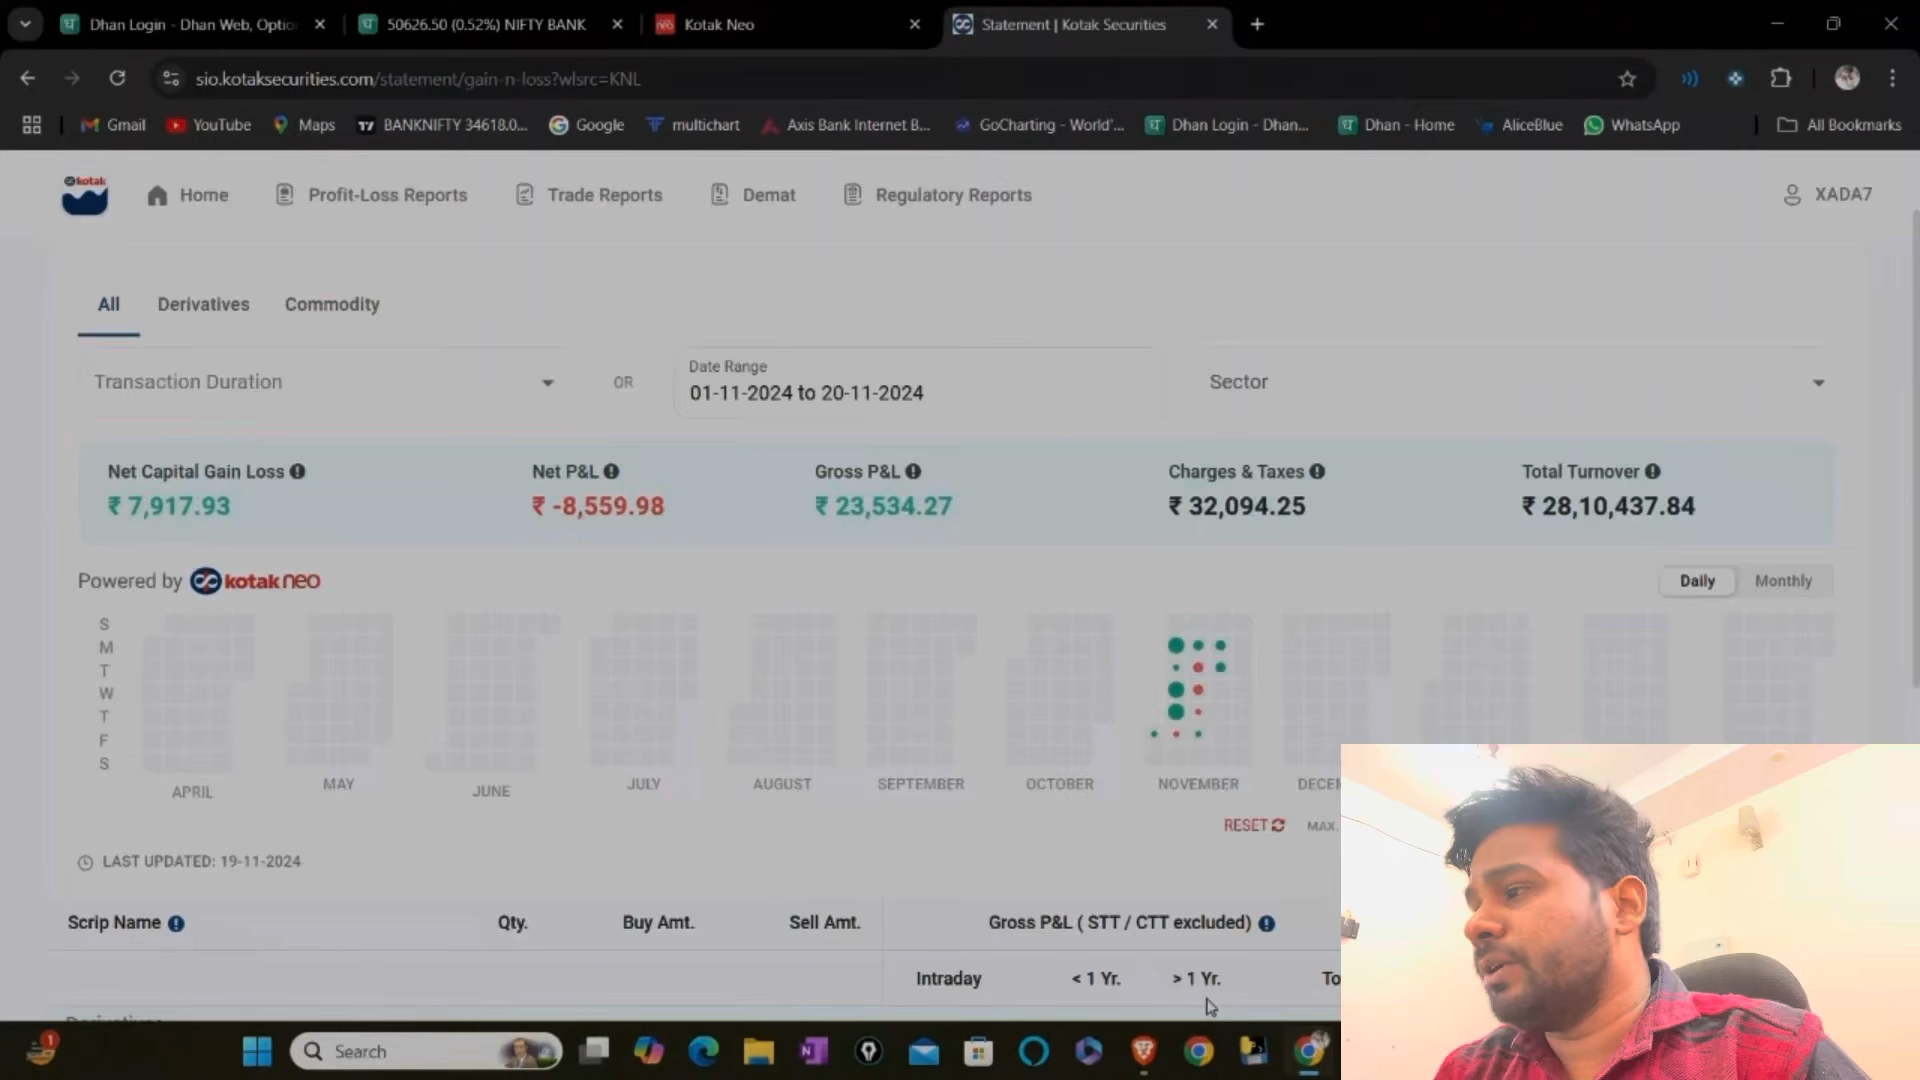 Dhan Login - Dhan Web, Optio
50626.50 (0.52%) NIFTY BANK
Kotak Neo
Statement | Kotak Securities
sio.kotaksecurities.com/statement/gain-n-loss?wlsrc=KNL
Gmail
YouTube
Maps
BANKNIFTY 34618.0...
Google
multichart
Axis Bank Internet B...
GoCharting - World'...
Dhan Login - Dhan...
Dhan - Home
AliceBlue
WhatsApp
All Bookmarks
kotak
Home
Profit-Loss Reports
Trade Reports
Demat
Regulatory Reports
XADA7
All
Derivatives
Commodity
Transaction Duration
OR
Date Range
01-11-2024 to 20-11-2024
Sector
Net Capital Gain Loss
Net P&L
Gross P&L
Charges & Taxes
Total Turnover
₹ 7,917.93
₹ -8,559.98
₹ 23,534.27
₹ 32,094.25
₹ 28,10,437.84
Powered by kotak neo
Daily
Monthly
S
M
T
W
T
F
S
APRIL
MAY
JUNE
JULY
AUGUST
SEPTEMBER
OCTOBER
NOVEMBER
DECEM
RESET
MAX.
LAST UPDATED: 19-11-2024
Scrip Name
Qty.
Buy Amt.
Sell Amt.
Gross P&L ( STT / CTT excluded)
Intraday
< 1 Yr.
> 1 Yr.
To
Derivatives
1
Search